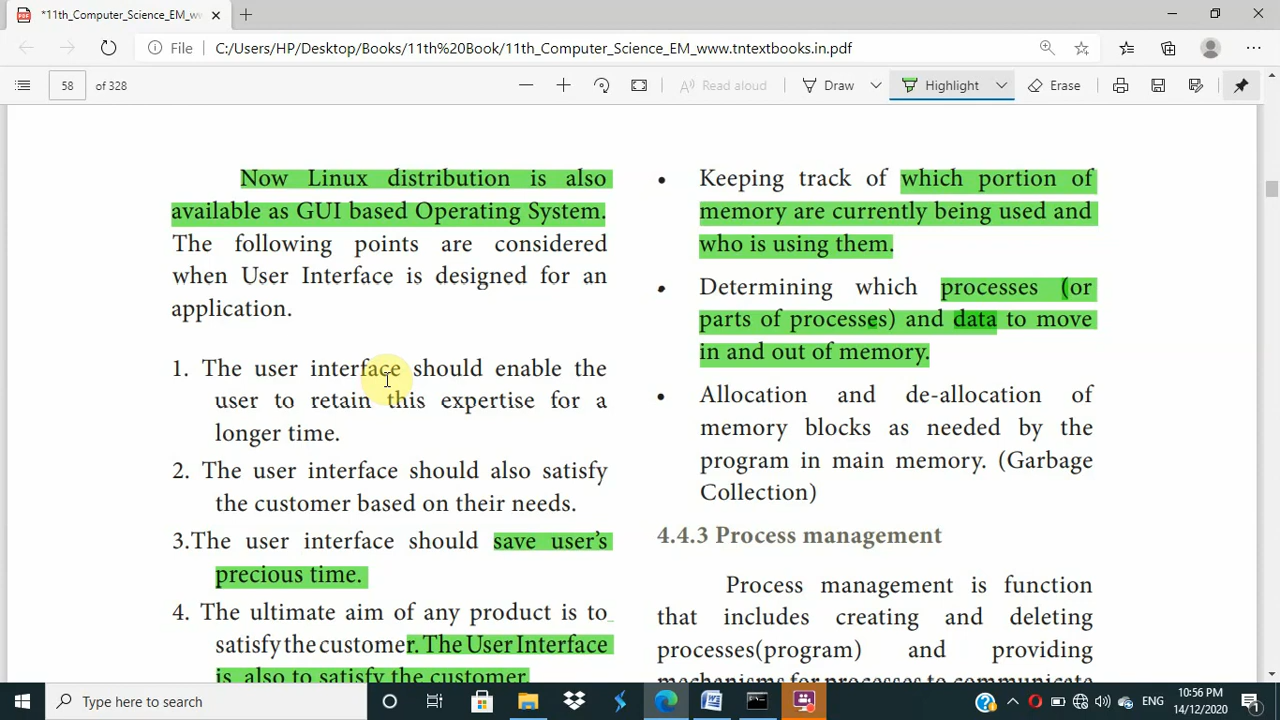 *11th_Computer_Science_EM_w
File
C:/Users/HP/Desktop/Books/11th%20Book/11th_Computer_Science_EM_www.tntextbooks.in.pdf
58 of 328
Read aloud
Draw
Highlight
Erase
Now Linux distribution is also
available as GUI based Operating System.
The following points are considered
when User Interface is designed for an
application.
1. The user interface should enable the
user to retain this expertise for a
longer time.
2. The user interface should also satisfy
the customer based on their needs.
3.The user interface should save user’s
precious time.
4. The ultimate aim of any product is to
satisfy the customer. The User Interface
is also to satisfy the customer.
• Keeping track of which portion of
memory are currently being used and
who is using them.
• Determining which processes (or
parts of processes) and data to move
in and out of memory.
• Allocation and de-allocation of
memory blocks as needed by the
program in main memory. (Garbage
Collection)
4.4.3 Process management
Process management is function
that includes creating and deleting
processes(program) and providing
mechanisms for processes to communicate
Type here to search
ENG
10:56 PM
14/12/2020